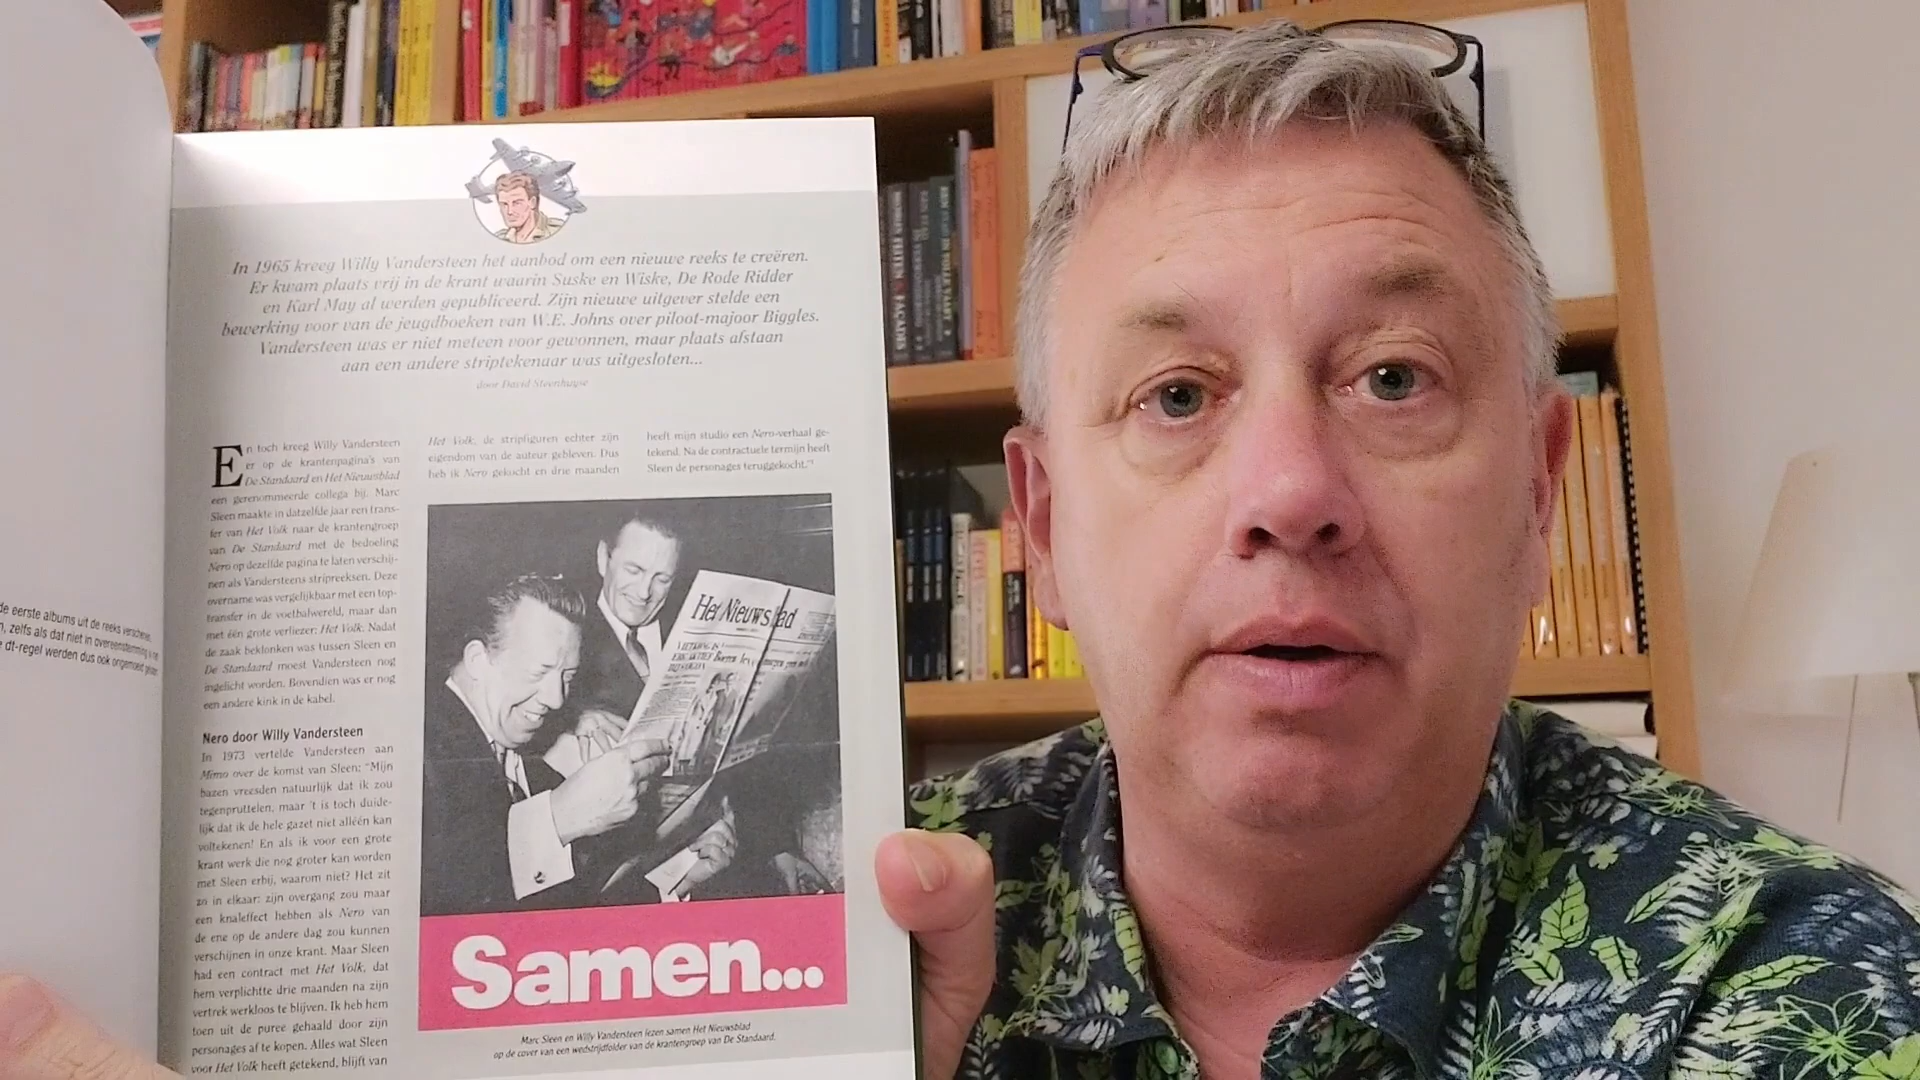 In 1965 kreeg Willy Vandersteen het aanbod om een nieuwe reeks te creëren.
Er kwam plaats vrij in de krant waarin Suske en Wiske, De Rode Ridder
en Karl May al werden gepubliceerd. Zijn nieuwe uitgever stelde een
bewerking voor van de jeugdboeken van W.E. Johns over piloot-majoor Biggles.
Vandersteen was er niet meteen voor gewonnen, maar plaats afstaan
aan een andere striptekenaar was uitgesloten...
door David Steenhuyse
En toch kreeg Willy Vandersteen
er op de krantenpagina's van
De Standaard en Het Nieuwsblad
een gerenommeerde collega bij. Marc
Sleen maakte in datzelfde jaar een trans-
fer van Het Volk naar de krantengroep
van De Standaard met de bedoeling
Nero op dezelfde pagina te laten verschij-
nen als Vandersteens stripreeksen. Deze
overname was vergelijkbaar met een top-
transfer in de voetbalwereld, maar dan
met één grote verliezer: Het Volk. Nadat
de zaak beklonken was tussen Sleen en
De Standaard moest Vandersteen nog
ingelicht worden. Bovendien was er nog
een andere kink in de kabel.
Nero door Willy Vandersteen
In 1973 vertelde Vandersteen aan
Mimo over de komst van Sleen: "Mijn
bazen vreesden natuurlijk dat ik zou
tegenpruttelen, maar 't is toch duide-
lijk dat ik de hele gazet niet alléén kan
voltekenen! En als ik voor een grote
krant werk die nog groter kan worden
met Sleen erbij, waarom niet? Het zit
zo in elkaar: zijn overgang zou maar
een knaleffect hebben als Nero van
de ene op de andere dag zou kunnen
verschijnen in onze krant. Maar Sleen
had een contract met Het Volk, dat
hem verplichtte drie maanden na zijn
vertrek werkloos te blijven. Ik heb hem
toen uit de puree gehaald door zijn
personages af te kopen. Alles wat Sleen
voor Het Volk heeft getekend, blijft van
Het Volk, de stripfiguren echter zijn
eigendom van de auteur gebleven. Dus
heb ik Nero gekocht en drie maanden
heeft mijn studio een Nero-verhaal ge-
tekend. Na de contractuele termijn heeft
Sleen de personages teruggekocht."
Het Nieuwsblad
Samen...
Marc Sleen en Willy Vandersteen lezen samen Het Nieuwsblad
op de cover van een wedstrijdfolder van de krantengroep van De Standaard.
de eerste albums uit de reeks verschenen,
n, zelfs als dat niet in overeenstemming is
e dt-regel werden dus ook ongemoeid gelaten
FACADES